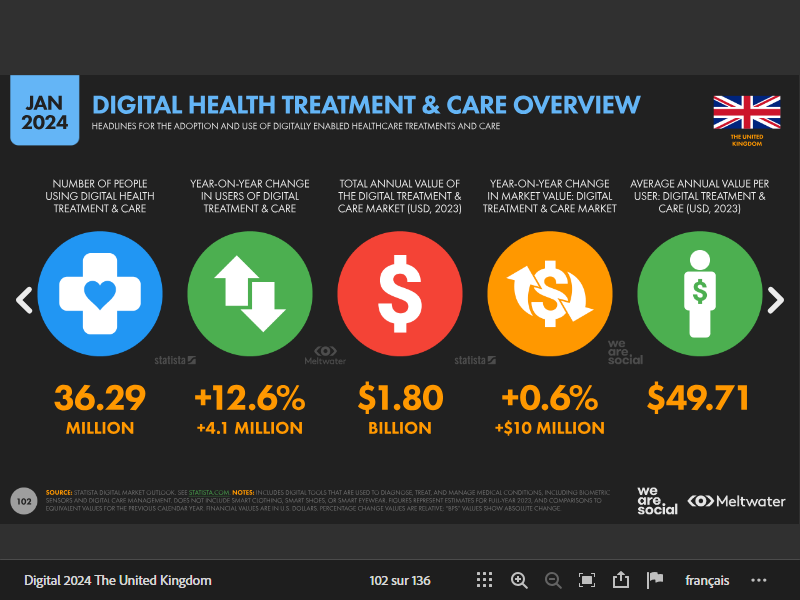 JAN
2024
DIGITAL HEALTH TREATMENT & CARE OVERVIEW
HEADLINES FOR THE ADOPTION AND USE OF DIGITALLY ENABLED HEALTHCARE TREATMENTS AND CARE
THE UNITED
KINGDOM
NUMBER OF PEOPLE
USING DIGITAL HEALTH
TREATMENT & CARE
YEAR-ON-YEAR CHANGE
IN USERS OF DIGITAL
TREATMENT & CARE
TOTAL ANNUAL VALUE OF
THE DIGITAL TREATMENT &
CARE MARKET (USD, 2023)
YEAR-ON-YEAR CHANGE
IN MARKET VALUE: DIGITAL
TREATMENT & CARE MARKET
AVERAGE ANNUAL VALUE PER
USER: DIGITAL TREATMENT &
CARE (USD, 2023)
$
$
$
statista
Meltwater
statista
we
are
social
36.29
MILLION
+12.6%
+4.1 MILLION
$1.80
BILLION
+0.6%
+$10 MILLION
$49.71
102
SOURCE: STATISTA DIGITAL MARKET OUTLOOK. SEE STATISTA.COM. NOTES: INCLUDES DIGITAL TOOLS THAT ARE USED TO DIAGNOSE, TREAT, AND MANAGE MEDICAL CONDITIONS, INCLUDING BIOMETRIC
SENSORS AND DIGITAL CARE MANAGEMENT. DOES NOT INCLUDE SMART CLOTHING, SMART SHOES, OR SMART EYEWEAR. FIGURES REPRESENT ESTIMATES FOR FULL-YEAR 2023, AND COMPARISONS TO
EQUIVALENT VALUES FOR THE PREVIOUS CALENDAR YEAR. FINANCIAL VALUES ARE IN U.S. DOLLARS. PERCENTAGE CHANGE VALUES ARE RELATIVE; "BPS" VALUES SHOW ABSOLUTE CHANGE.
we
are
social
Meltwater
Digital 2024 The United Kingdom
102 sur 136
français